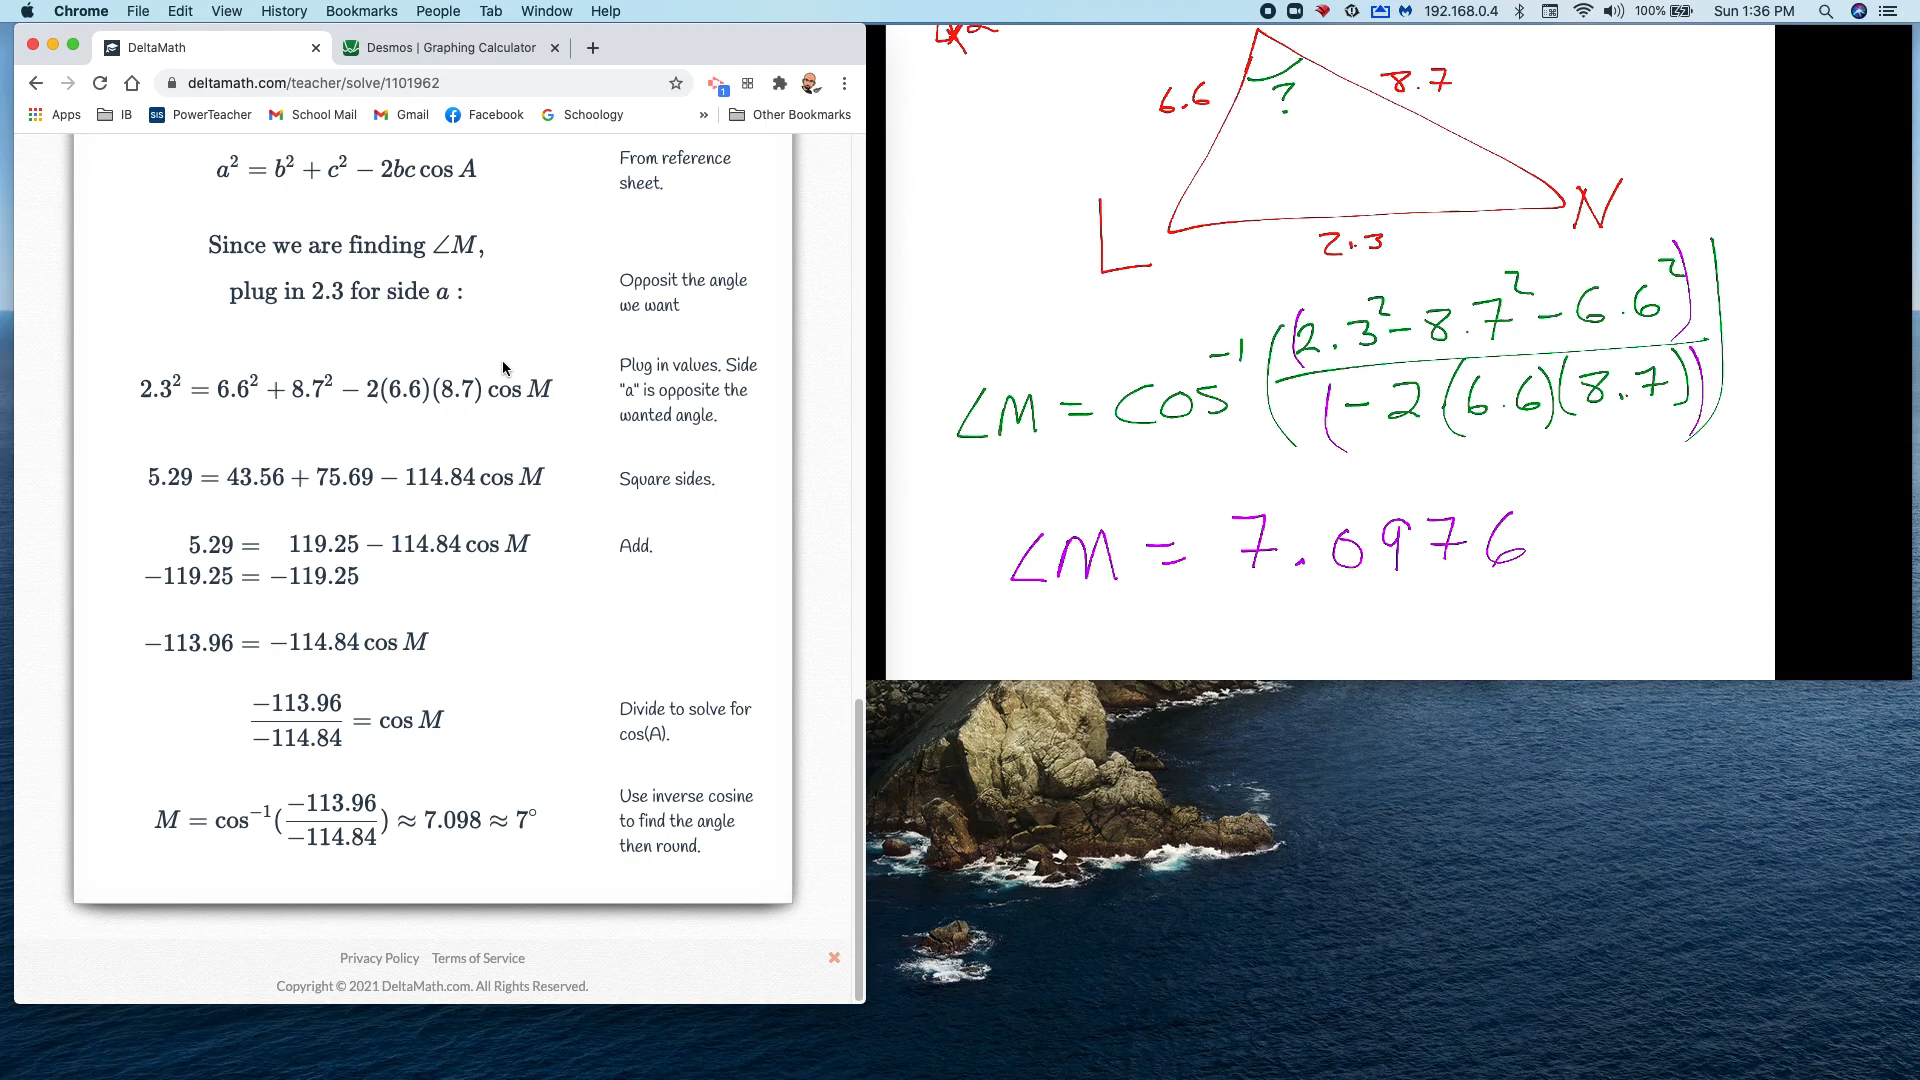 Chrome File Edit View History Bookmarks People Tab Window Help 192.168.0.4 100% Sun 1:36 PM
DeltaMath Desmos | Graphing Calculator
deltamath.com/teacher/solve/1101962 1
Apps IB SIS PowerTeacher School Mail Gmail Facebook Schoology » Other Bookmarks
a² = b² + c² − 2bc cos A From reference
sheet.
Since we are finding ∠M,
plug in 2.3 for side a :
Opposit the angle
we want
2.3² = 6.6² + 8.7² − 2(6.6)(8.7) cos M
Plug in values. Side
"a" is opposite the
wanted angle.
5.29 = 43.56 + 75.69 − 114.84 cos M Square sides.
5.29 = 119.25 − 114.84 cos M Add.
−119.25 = −119.25
−113.96 = −114.84 cos M
−113.96 / −114.84 = cos M
Divide to solve for
cos(A).
M = cos⁻¹(−113.96 / −114.84) ≈ 7.098 ≈ 7°
Use inverse cosine
to find the angle
then round.
Privacy Policy Terms of Service
Copyright © 2021 DeltaMath.com. All Rights Reserved.
6.6 ? 8.7
L 2.3 N
∠M = cos⁻¹((2.3² − 8.7² − 6.6²) / (−2(6.6)(8.7)))
∠M = 7.0976